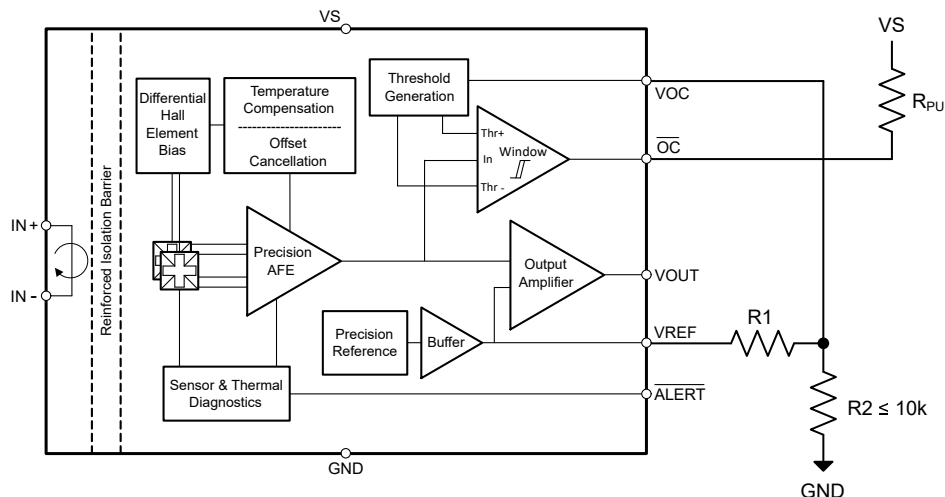 VS
VS
Differential
Hall
Element
Bias
Temperature
Compensation
Offset
Cancellation
Threshold
Generation
VOC
RPU
Thr+
In
Window
Thr -
OC
Reinforced Isolation Barrier
IN+
IN-
Precision
AFE
Output
Amplifier
VOUT
Precision
Reference
Buffer
VREF
R1
Sensor & Thermal
Diagnostics
ALERT
R2 ≤ 10k
GND
GND